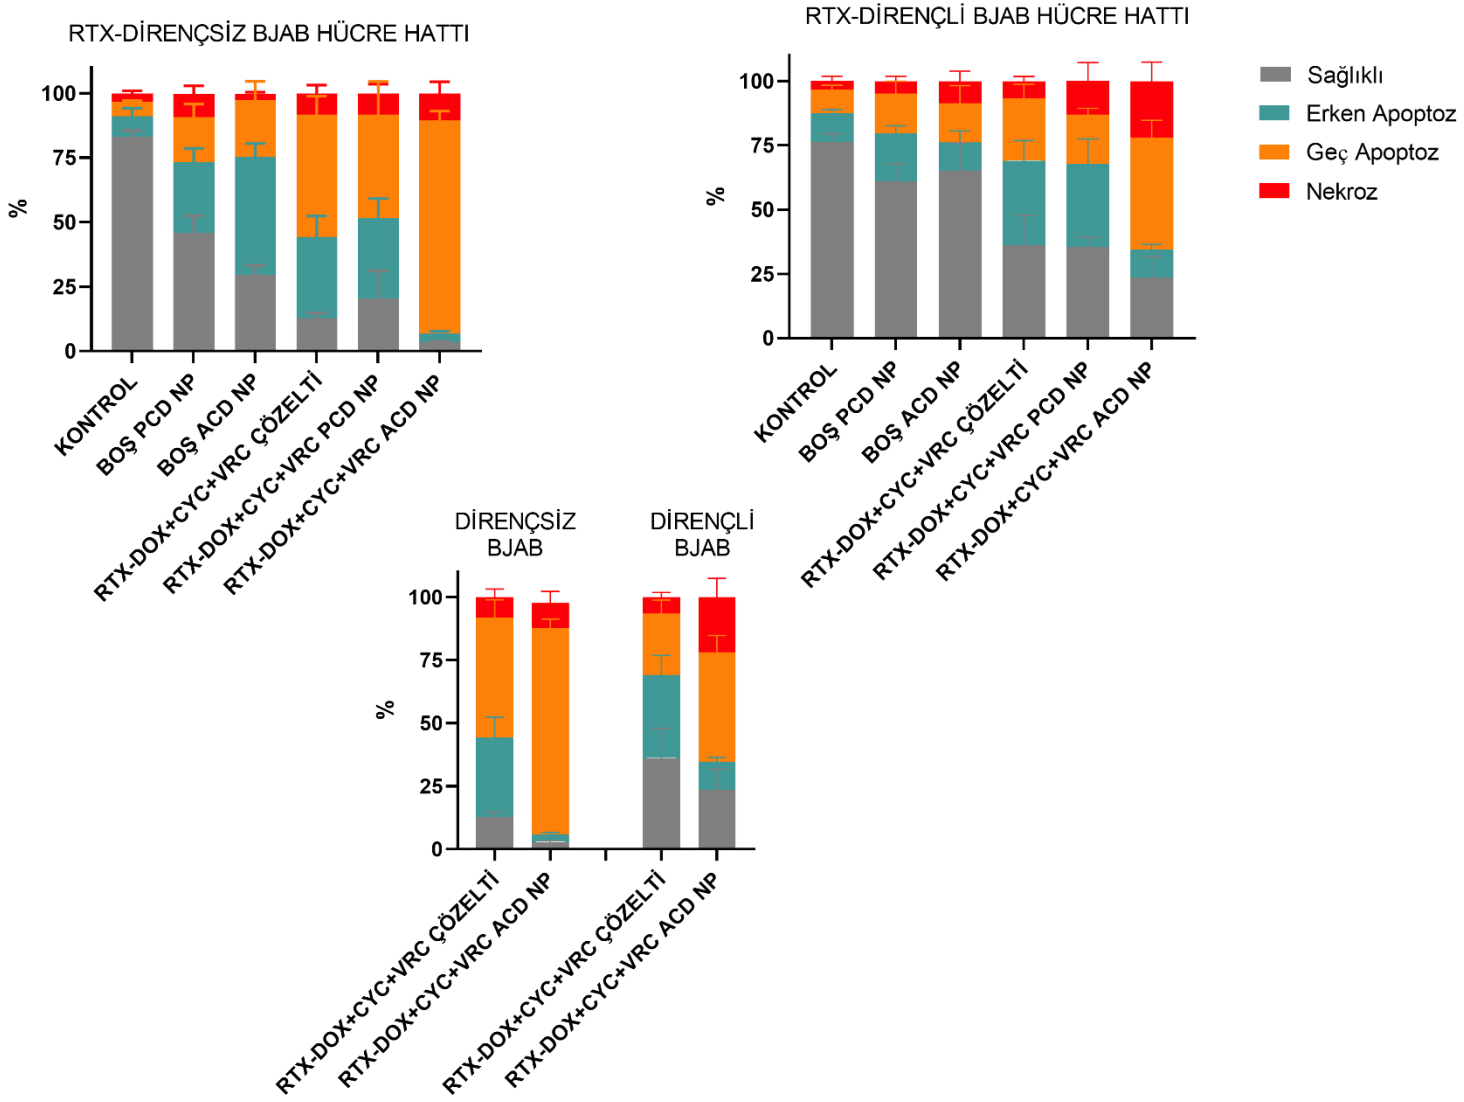 RTX-DİRENÇSİZ BJAB HÜCRE HATTI
100
75
50
25
0
%
KONTROL
BOŞ PCD NP
BOŞ ACD NP
RTX-DOX+CYC+VRC ÇÖZELTİ
RTX-DOX+CYC+VRC PCD NP
RTX-DOX+CYC+VRC ACD NP
RTX-DİRENÇLİ BJAB HÜCRE HATTI
100
75
50
25
0
%
KONTROL
BOŞ PCD NP
BOŞ ACD NP
RTX-DOX+CYC+VRC ÇÖZELTİ
RTX-DOX+CYC+VRC PCD NP
RTX-DOX+CYC+VRC ACD NP
Sağlıklı
Erken Apoptoz
Geç Apoptoz
Nekroz
DİRENÇSİZ
BJAB
DİRENÇLİ
BJAB
100
75
50
25
0
%
RTX-DOX+CYC+VRC ÇÖZELTİ
RTX-DOX+CYC+VRC ACD NP
RTX-DOX+CYC+VRC ÇÖZELTİ
RTX-DOX+CYC+VRC ACD NP